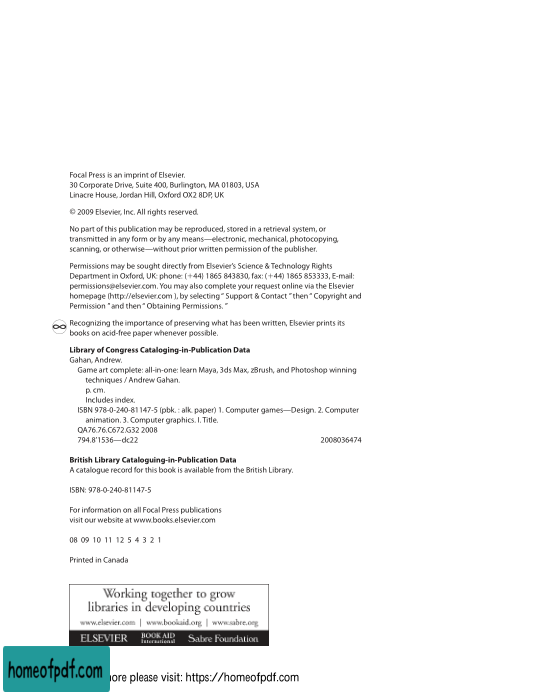 Focal Press is an imprint of Elsevier.
30 Corporate Drive, Suite 400, Burlington, MA 01803, USA
Linacre House, Jordan Hill, Oxford OX2 8DP, UK
© 2009 Elsevier, Inc. All rights reserved.
No part of this publication may be reproduced, stored in a retrieval system, or
transmitted in any form or by any means—electronic, mechanical, photocopying,
scanning, or otherwise—without prior written permission of the publisher.
Permissions may be sought directly from Elsevier's Science & Technology Rights
Department in Oxford, UK: phone: (+44) 1865 843830, fax: (+44) 1865 853333, E-mail:
permissions@elsevier.com. You may also complete your request online via the Elsevier
homepage (http://elsevier.com ), by selecting “ Support & Contact ” then “ Copyright and
Permission ” and then “ Obtaining Permissions. ”
Recognizing the importance of preserving what has been written, Elsevier prints its
books on acid-free paper whenever possible.
Library of Congress Cataloging-in-Publication Data
Gahan, Andrew.
Game art complete: all-in-one: learn Maya, 3ds Max, zBrush, and Photoshop winning
techniques / Andrew Gahan.
p. cm.
Includes index.
ISBN 978-0-240-81147-5 (pbk. : alk. paper) 1. Computer games—Design. 2. Computer
animation. 3. Computer graphics. I. Title.
QA76.76.C672.G32 2008
794.8'1536—dc22 2008036474
British Library Cataloguing-in-Publication Data
A catalogue record for this book is available from the British Library.
ISBN: 978-0-240-81147-5
For information on all Focal Press publications
visit our website at www.books.elsevier.com
08 09 10 11 12 5 4 3 2 1
Printed in Canada
Working together to grow
libraries in developing countries
www.elsevier.com | www.bookaid.org | www.sabre.org
ELSEVIER BOOK AID International Sabre Foundation
homeofpdf.com
ore please visit: https://homeofpdf.com